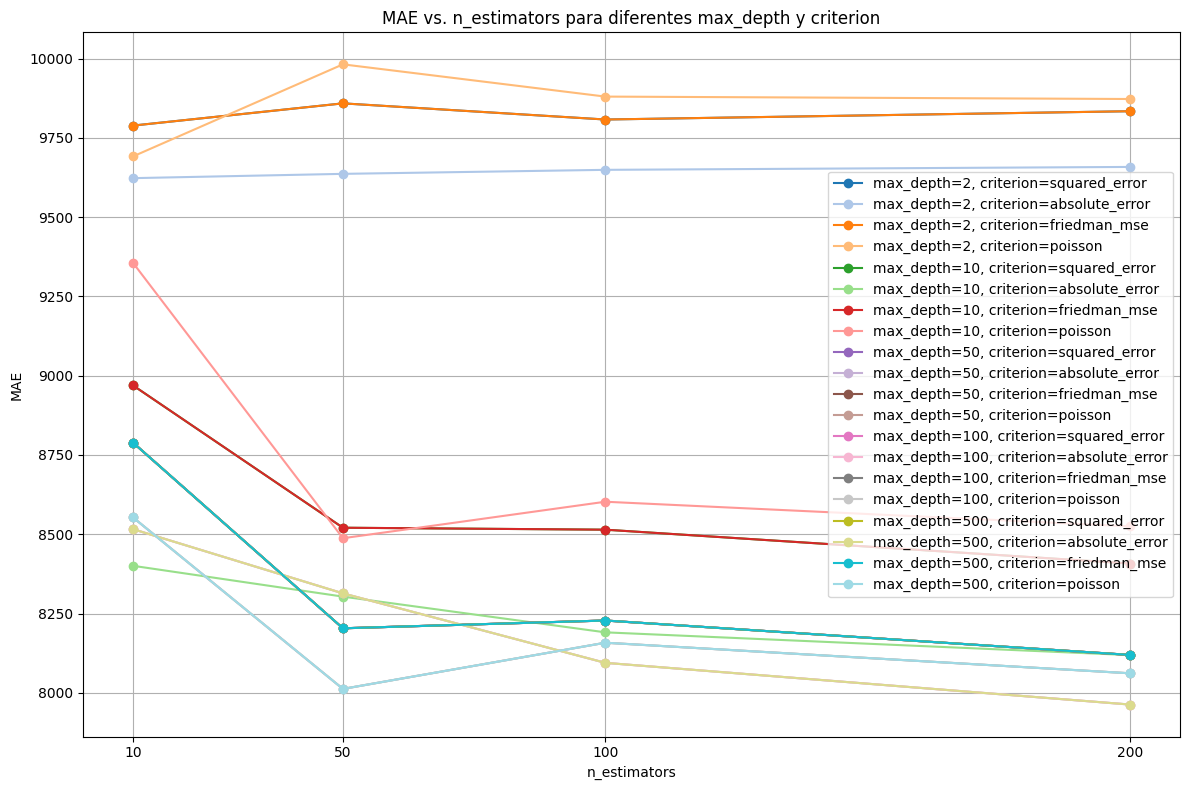 MAE vs. n_estimators para diferentes max_depth y criterion
10000
9750
9500
9250
9000
8750
8500
8250
8000
MAE
max_depth=2, criterion=squared_error
max_depth=2, criterion=absolute_error
max_depth=2, criterion=friedman_mse
max_depth=2, criterion=poisson
max_depth=10, criterion=squared_error
max_depth=10, criterion=absolute_error
max_depth=10, criterion=friedman_mse
max_depth=10, criterion=poisson
max_depth=50, criterion=squared_error
max_depth=50, criterion=absolute_error
max_depth=50, criterion=friedman_mse
max_depth=50, criterion=poisson
max_depth=100, criterion=squared_error
max_depth=100, criterion=absolute_error
max_depth=100, criterion=friedman_mse
max_depth=100, criterion=poisson
max_depth=500, criterion=squared_error
max_depth=500, criterion=absolute_error
max_depth=500, criterion=friedman_mse
max_depth=500, criterion=poisson
10 50 100 200
n_estimators